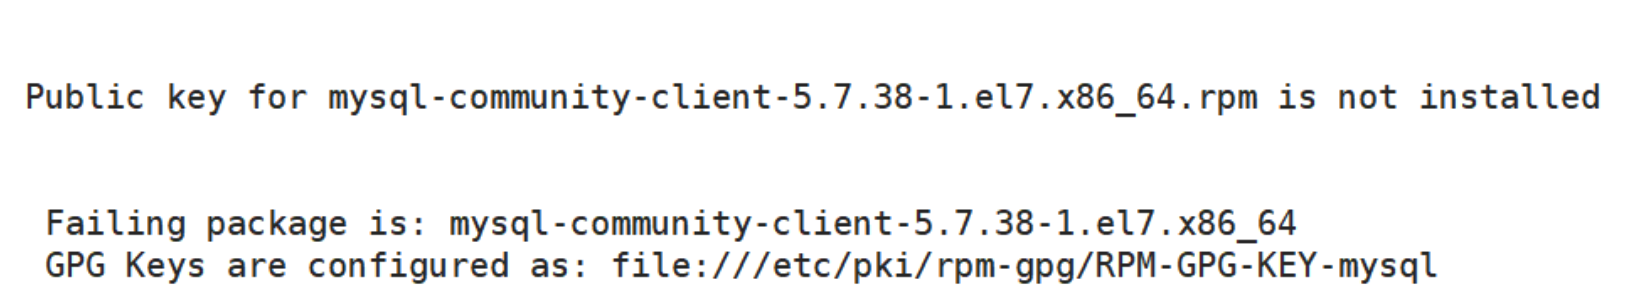 Public key for mysql-community-client-5.7.38-1.el7.x86_64.rpm is not installed
Failing package is: mysql-community-client-5.7.38-1.el7.x86_64
GPG Keys are configured as: file:///etc/pki/rpm-gpg/RPM-GPG-KEY-mysql